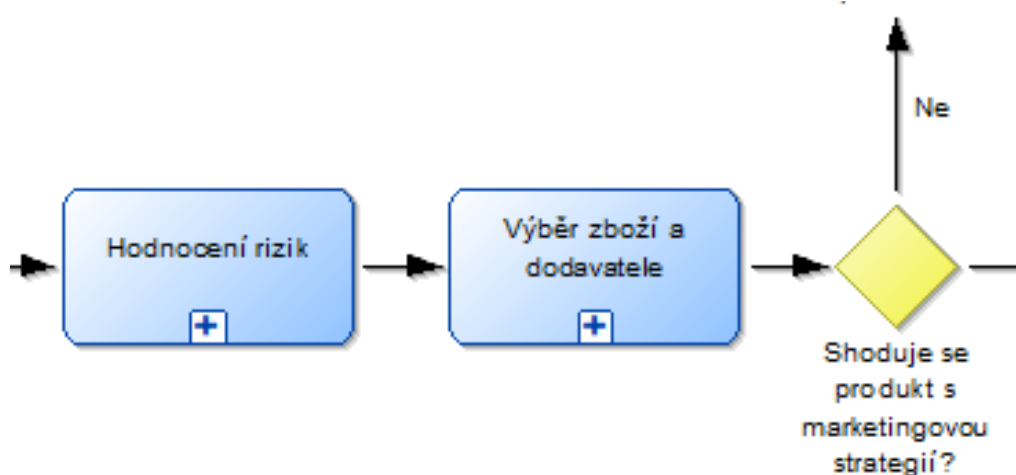 Ne
Hodnocení rizik
Výběr zboží a
dodavatele
Shoduje se
produkt s
marketingovou
strategií?